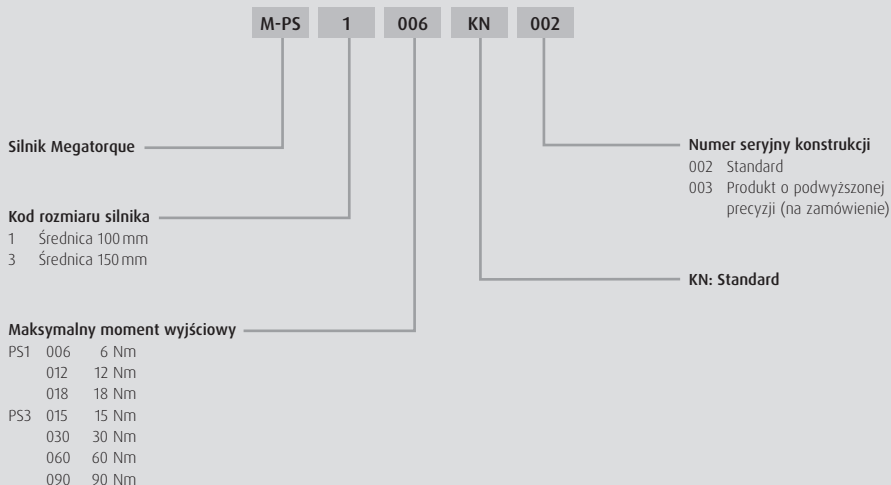 M-PS 1 006 KN 002
Silnik Megatorque
Kod rozmiaru silnika
1 Średnica 100 mm
3 Średnica 150 mm
Maksymalny moment wyjściowy
PS1 006 6 Nm
012 12 Nm
018 18 Nm
PS3 015 15 Nm
030 30 Nm
060 60 Nm
090 90 Nm
Numer seryjny konstrukcji
002 Standard
003 Produkt o podwyższonej
precyzji (na zamówienie)
KN: Standard